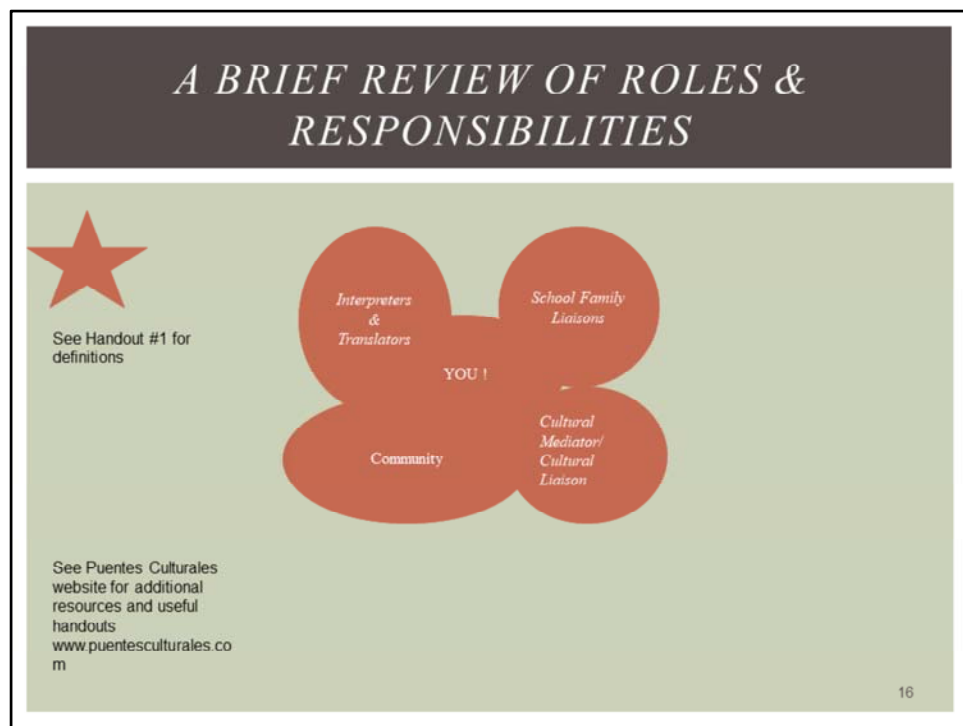 A BRIEF REVIEW OF ROLES &
RESPONSIBILITIES
See Handout #1 for
definitions
Interpreters
&
Translators
School Family
Liaisons
YOU !
Community
Cultural
Mediator/
Cultural
Liaison
See Puentes Culturales
website for additional
resources and useful
handouts
www.puentesculturales.co
m
16